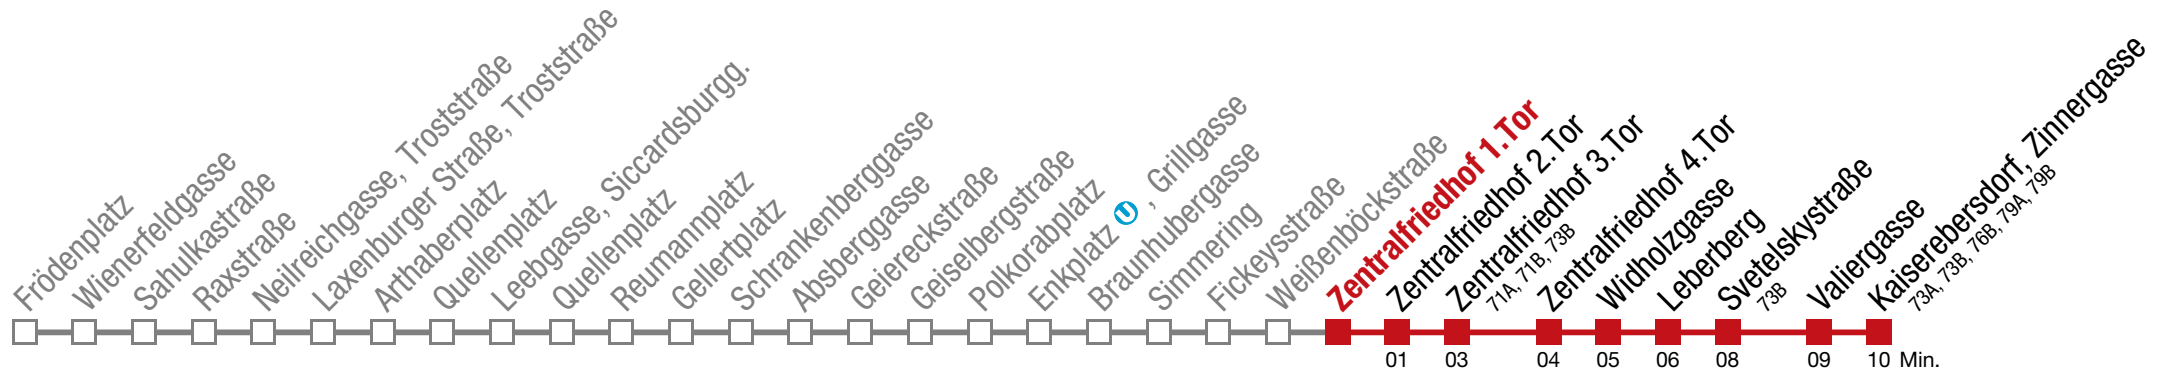 Frödenplatz
Wienerfeldgasse
Sahulkastraße
Raxstraße
Neilreichgasse, Troststraße
Laxenburger Straße, Troststraße
Arthaberplatz
Quellenplatz
Leebgasse, Siccardsburgg.
Quellenplatz
Reumannplatz
Gellertplatz
Schrankenberggasse
Absberggasse
Geiereckstraße
Geiselbergstraße
Polkorabplatz
Enkplatz U , Grillgasse
Braunhubergasse
Simmering
Fickeysstraße
Weißenböckstraße
Zentralfriedhof 1.Tor
Zentralfriedhof 2.Tor
Zentralfriedhof 3.Tor
71A, 71B, 73B
Zentralfriedhof 4.Tor
Widholzgasse
Leberberg
Svetelskystraße
73B
Valiergasse
Kaiserebersdorf, Zinnergasse
73A, 73B, 76B, 79A, 79B
01 03 04 05 06 08 09 10 Min.